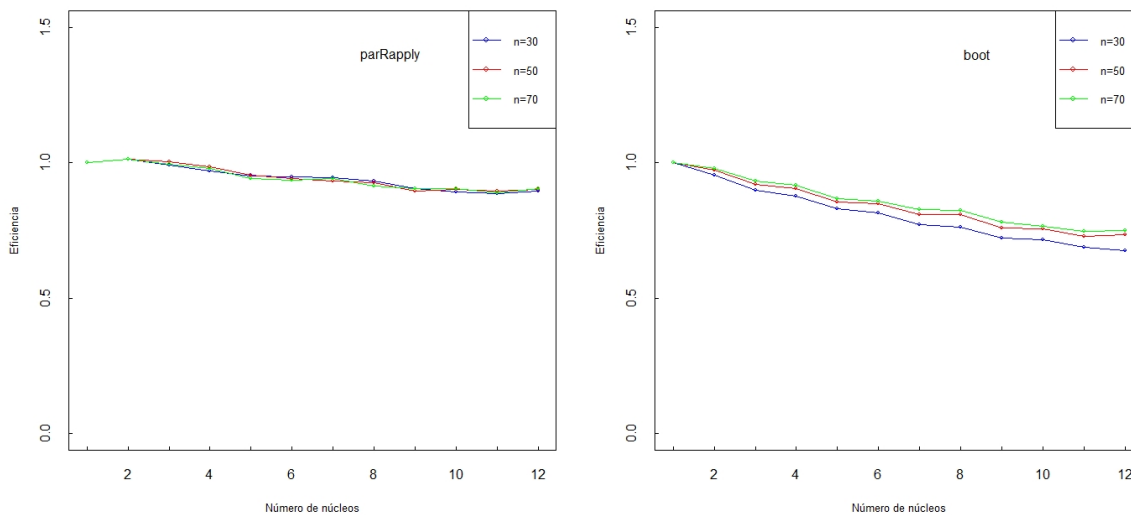 parRapply
n=30
n=50
n=70
1.5
1.0
0.5
0.0
Eficiencia
2 4 6 8 10 12
Número de núcleos
boot
n=30
n=50
n=70
1.5
1.0
0.5
0.0
Eficiencia
2 4 6 8 10 12
Número de núcleos